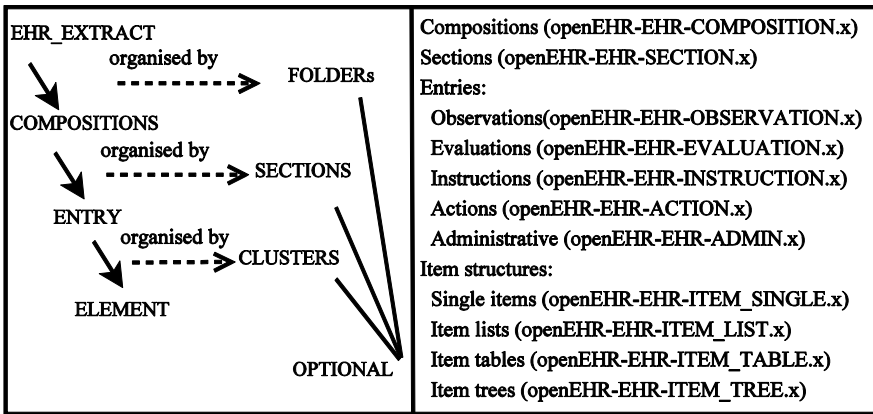 EHR_EXTRACT
organised by
FOLDERs
COMPOSITIONS
organised by
SECTIONS
ENTRY
organised by
CLUSTERS
ELEMENT
OPTIONAL
Compositions (openEHR-EHR-COMPOSITION.x)
Sections (openEHR-EHR-SECTION.x)
Entries:
Observations(openEHR-EHR-OBSERVATION.x)
Evaluations (openEHR-EHR-EVALUATION.x)
Instructions (openEHR-EHR-INSTRUCTION.x)
Actions (openEHR-EHR-ACTION.x)
Administrative (openEHR-EHR-ADMIN.x)
Item structures:
Single items (openEHR-EHR-ITEM_SINGLE.x)
Item lists (openEHR-EHR-ITEM_LIST.x)
Item tables (openEHR-EHR-ITEM_TABLE.x)
Item trees (openEHR-EHR-ITEM_TREE.x)